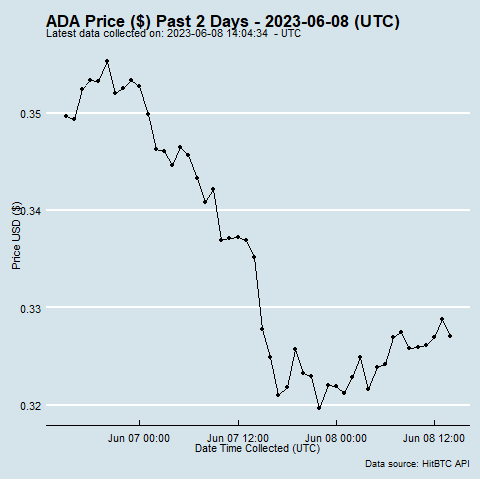 ADA Price ($) Past 2 Days - 2023-06-08 (UTC)
Latest data collected on: 2023-06-08 14:04:34 - UTC
0.35
0.34
0.33
0.32
Price USD ($)
Jun 07 00:00
Jun 07 12:00
Jun 08 00:00
Jun 08 12:00
Date Time Collected (UTC)
Data source: HitBTC API